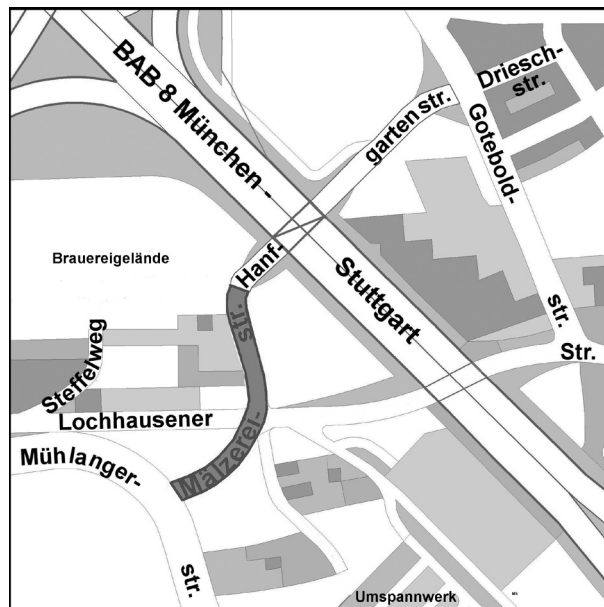 BAB 8 München -
Stuttgart
Driesch-
str.
Gotebold-
str.
Hanf-
garten str.
Brauereigelände
Mälzerei-
str.
Steffelweg
Lochhausener
Str.
Mühlanger-
str.
Umspannwerk